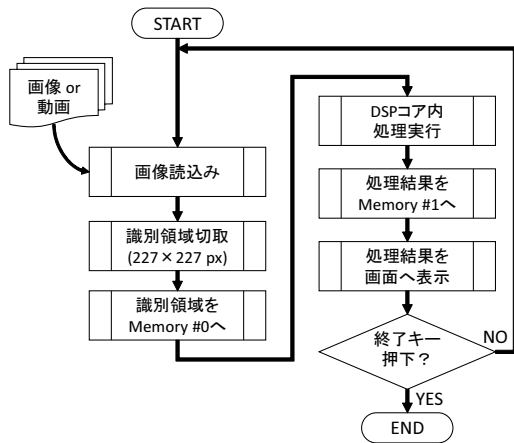 START
画像 or
動画
画像読込み
識別領域切取
(227×227 px)
識別領域を
Memory #0へ
DSPコア内
処理実行
処理結果を
Memory #1へ
処理結果を
画面へ表示
終了キー
押下？
NO
YES
END